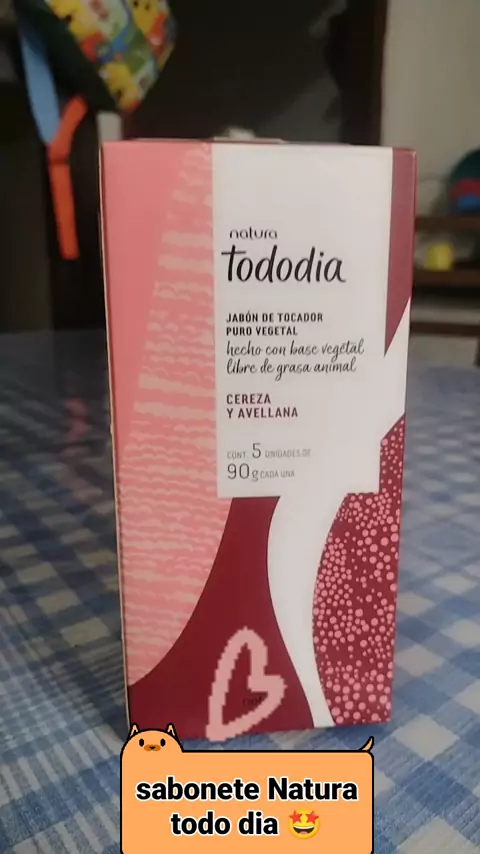 natura
tododia
JABÓN DE TOCADOR
PURO VEGETAL
hecho con base vegetal
libre de grasa animal
CEREZA
Y AVELLANA
CONT. 5 UNIDADES DE
90g CADA UNA
sabonete Natura
todo dia 🤩